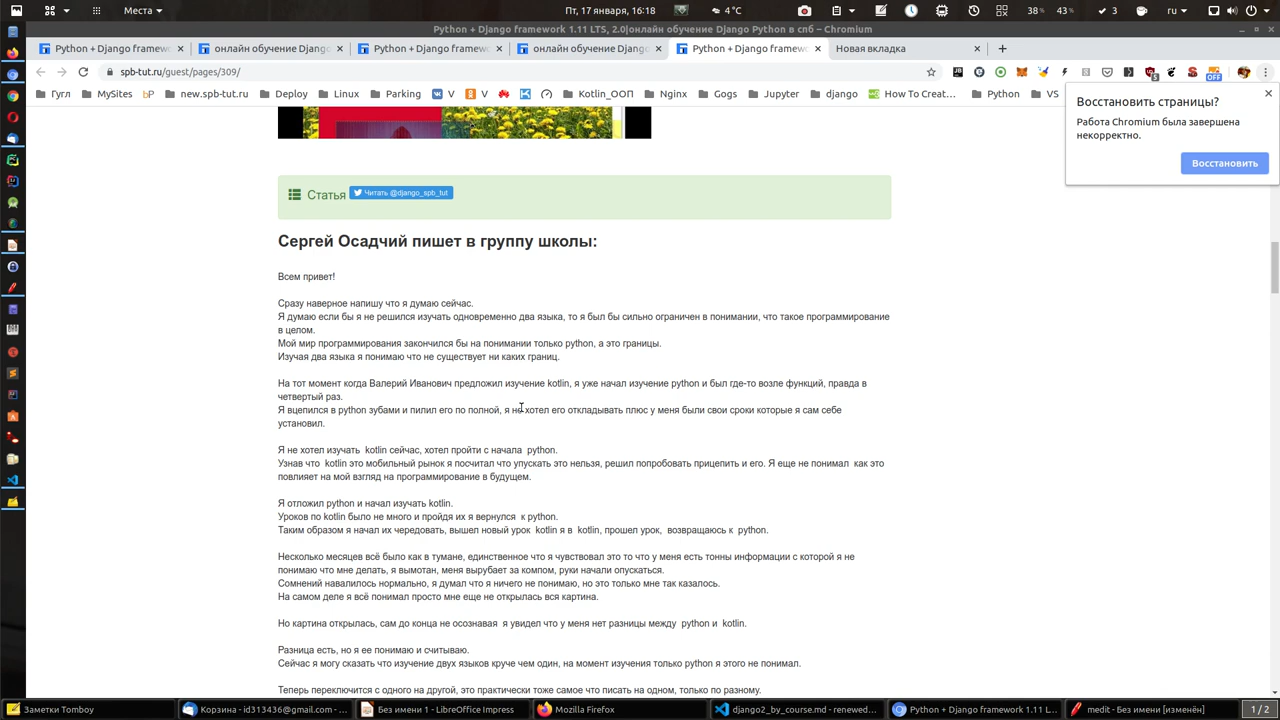 Места
Пт, 17 января, 16:18
4°C
38%
43%
3
ru
Python + Django framework 1.11 LTS, 2.0|онлайн обучение Django Python в спб – Chromium
Python + Django framewo
онлайн обучение Django
Python + Django framewo
онлайн обучение Django
Python + Django framewo
Новая вкладка
spb-tut.ru/guest/pages/309/
OFF
Гугл
MySites
bP
new.spb-tut.ru
Deploy
Linux
Parking
V
V
Kotlin_ООП
Nginx
Gogs
Jupyter
django
How To Creat…
Python
VS
Восстановить страницы?
Работа Chromium была завершена
некорректно.
Восстановить
Статья
Читать @django_spb_tut
Сергей Осадчий пишет в группу школы:
Всем привет!
Сразу наверное напишу что я думаю сейчас.
Я думаю если бы я не решился изучать одновременно два языка, то я был бы сильно ограничен в понимании, что такое программирование
в целом.
Мой мир программирования закончился бы на понимании только python, а это границы.
Изучая два языка я понимаю что не существует ни каких границ.
На тот момент когда Валерий Иванович предложил изучение kotlin, я уже начал изучение python и был где-то возле функций, правда в
четвертый раз.
Я вцепился в python зубами и пилил его по полной, я не хотел его откладывать плюс у меня были свои сроки которые я сам себе
установил.
Я не хотел изучать  kotlin сейчас, хотел пройти с начала  python.
Узнав что  kotlin это мобильный рынок я посчитал что упускать это нельзя, решил попробовать прицепить и его. Я еще не понимал  как это
повлияет на мой взгляд на программирование в будущем.
Я отложил python и начал изучать kotlin.
Уроков по kotlin было не много и пройдя их я вернулся  к python.
Таким образом я начал их чередовать, вышел новый урок  kotlin я в  kotlin, прошел урок,  возвращаюсь к  python.
Несколько месяцев всё было как в тумане, единственное что я чувствовал это то что у меня есть тонны информации с которой я не
понимаю что мне делать, я вымотан, меня вырубает за компом, руки начали опускаться.
Сомнений навалилось нормально, я думал что я ничего не понимаю, но это только мне так казалось.
На самом деле я всё понимал просто мне еще не открылась вся картина.
Но картина открылась, сам до конца не осознавая  я увидел что у меня нет разницы между  python и  kotlin.
Разница есть, но я ее понимаю и считываю.
Сейчас я могу сказать что изучение двух языков круче чем один, на момент изучения только python я этого не понимал.
Теперь переключится с одного на другой, это практически тоже самое что писать на одном, только по разному.
Заметки Tomboy
Корзина - id313436@gmail.com - …
Без имени 1 - LibreOffice Impress
Mozilla Firefox
django2_by_course.md - renewed…
Python + Django framework 1.11 L…
medit - Без имени [изменён]
1 / 2